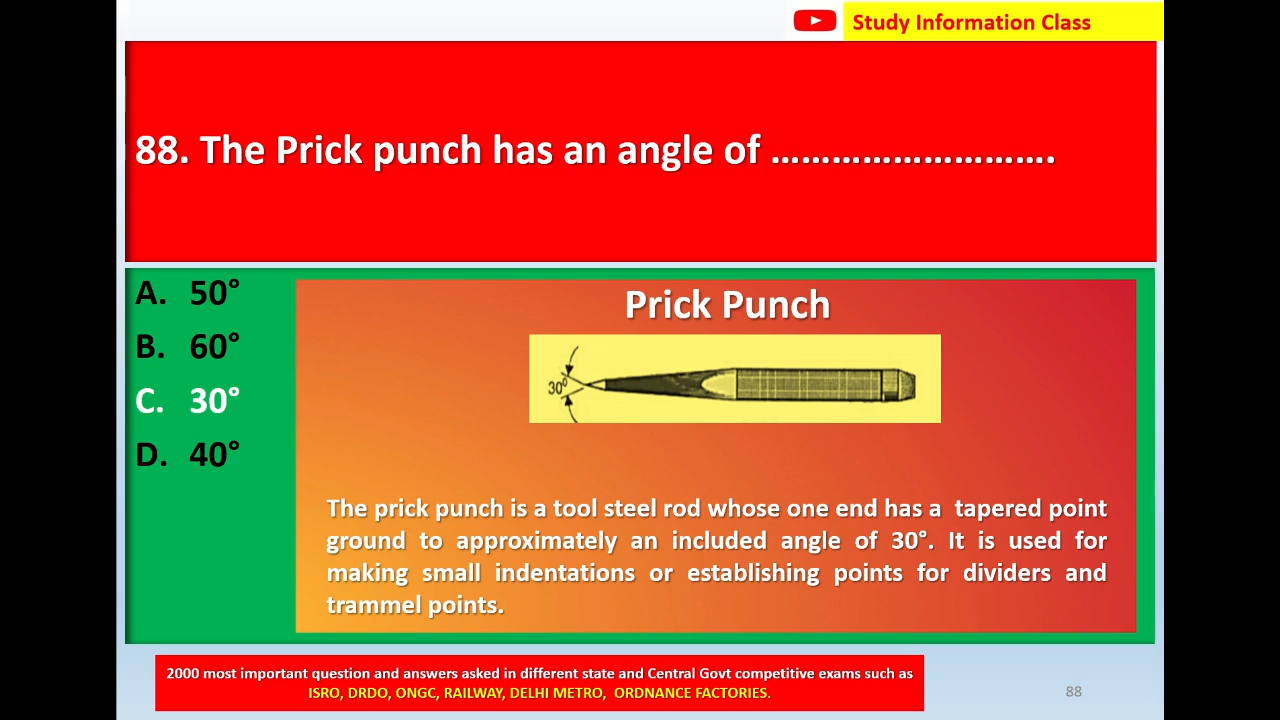 Study Information Class
88. The Prick punch has an angle of ……………………….
A. 50°
B. 60°
C. 30°
D. 40°
Prick Punch
30⁰
The prick punch is a tool steel rod whose one end has a tapered point
ground to approximately an included angle of 30°. It is used for
making small indentations or establishing points for dividers and
trammel points.
2000 most important question and answers asked in different state and Central Govt competitive exams such as
ISRO, DRDO, ONGC, RAILWAY, DELHI METRO, ORDNANCE FACTORIES.
88